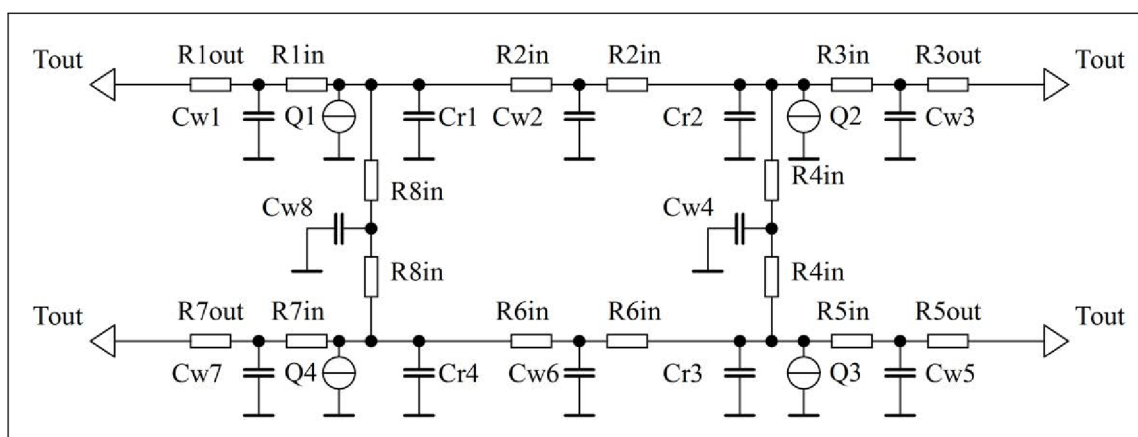 Tout R1out R1in R2in R2in R3in R3out Tout
Cw1 Q1 Cr1 Cw2 Cr2 Q2 Cw3
R8in R4in
Cw8 Cw4
R8in R4in
Tout R7out R7in R6in R6in R5in R5out Tout
Cw7 Q4 Cr4 Cw6 Cr3 Q3 Cw5